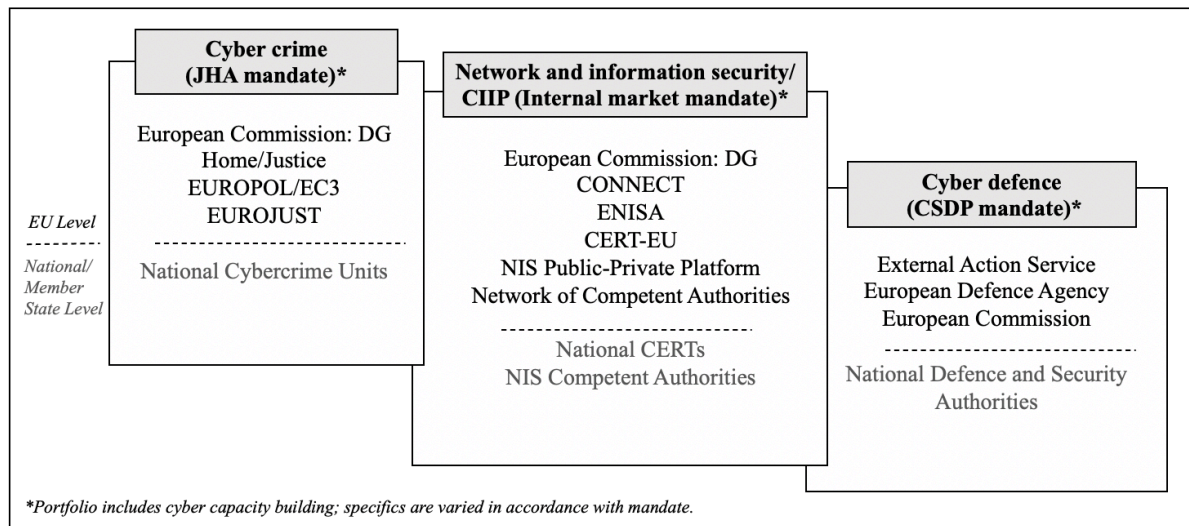 Cyber crime
(JHA mandate)*
European Commission: DG
Home/Justice
EUROPOL/EC3
EUROJUST
National Cybercrime Units
Network and information security/
CIIP (Internal market mandate)*
European Commission: DG
CONNECT
ENISA
CERT-EU
NIS Public-Private Platform
Network of Competent Authorities
National CERTs
NIS Competent Authorities
Cyber defence
(CSDP mandate)*
External Action Service
European Defence Agency
European Commission
National Defence and Security
Authorities
EU Level
National/
Member
State Level
*Portfolio includes cyber capacity building; specifics are varied in accordance with mandate.